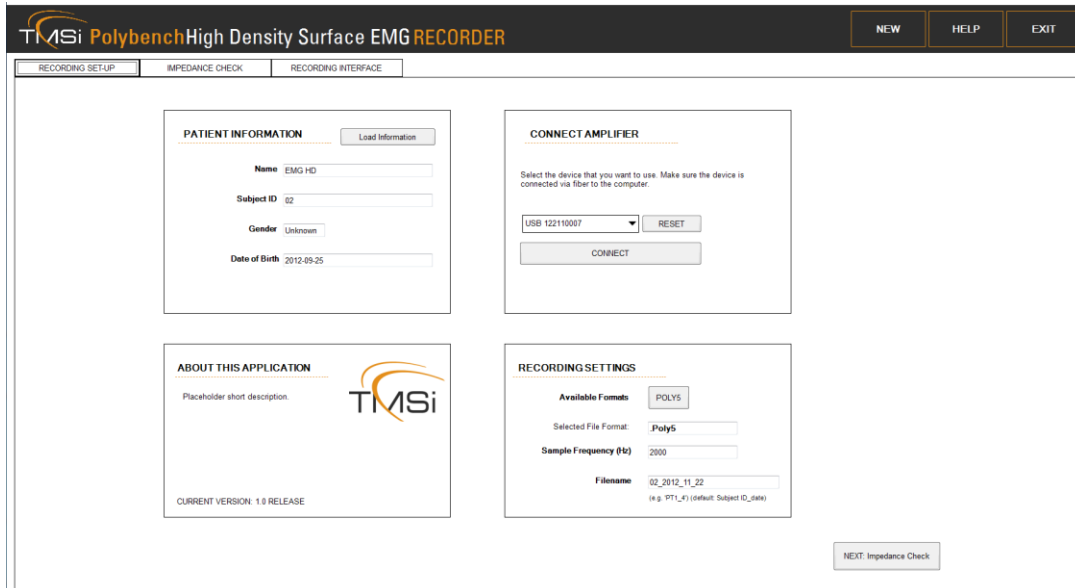 TMSi PolybenchHigh Density Surface EMG RECORDER
NEW
HELP
EXIT
RECORDING SET-UP
IMPEDANCE CHECK
RECORDING INTERFACE
PATIENT INFORMATION
Load Information
Name EMG HD
Subject ID 02
Gender Unknown
Date of Birth 2012-09-25
CONNECT AMPLIFIER
Select the device that you want to use. Make sure the device is
connected via fiber to the computer.
USB 122110007
RESET
CONNECT
ABOUT THIS APPLICATION
Placeholder short description.
TMSi
CURRENT VERSION: 1.0 RELEASE
RECORDING SETTINGS
Available Formats POLY5
Selected File Format: .Poly5
Sample Frequency (Hz) 2000
Filename 02_2012_11_22
(e.g. 'PT1_4') (default: Subject ID_date)
NEXT: Impedance Check